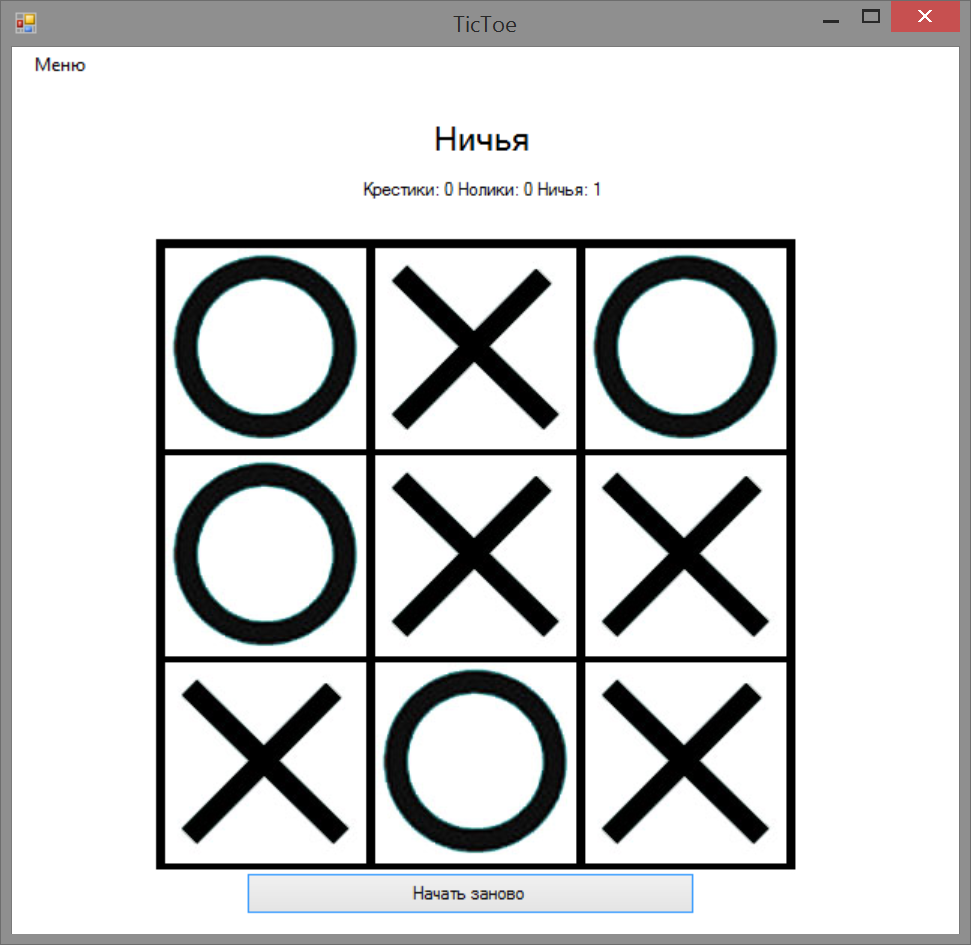 TicToe
Меню
Ничья
Крестики: 0 Нолики: 0 Ничья: 1
Начать заново